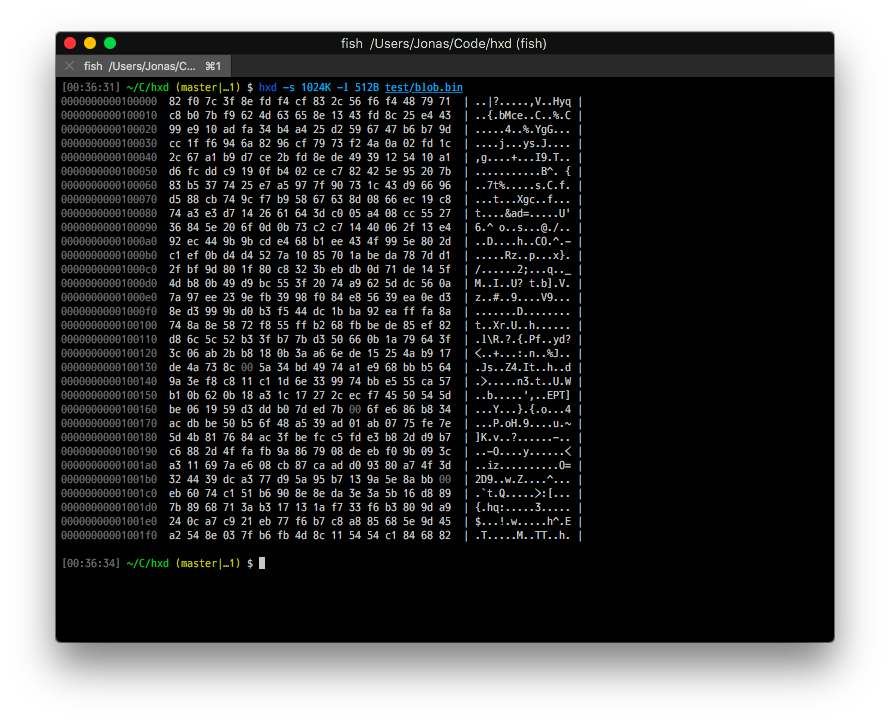 fish  /Users/Jonas/Code/hxd (fish)
✕ fish  /Users/Jonas/C...  ⌘1
[00:36:31] ~/C/hxd (master|…1) $ hxd -s 1024K -l 512B test/blob.bin
0000000000100000  82 f0 7c 3f 8e fd f4 cf 83 2c 56 f6 f4 48 79 71  | ..|?.....,V..Hyq |
0000000000100010  c8 b0 7b f9 62 4d 63 65 8e 13 43 fd 8c 25 e4 43  | ..{.bMce..C..%.C |
0000000000100020  99 e9 10 ad fa 34 b4 a4 25 d2 59 67 47 b6 b7 9d  | .....4..%.YgG... |
0000000000100030  cc 1f f6 94 6a 82 96 cf 79 73 f2 4a 0a 02 fd 1c  | ....j...ys.J.... |
0000000000100040  2c 67 a1 b9 d7 ce 2b fd 8e de 49 39 12 54 10 a1  | ,g....+...I9.T.. |
0000000000100050  d6 fc dd c9 19 0f b4 02 ce c7 82 42 5e 95 20 7b  | ...........B^. { |
0000000000100060  83 b5 37 74 25 e7 a5 97 7f 90 73 1c 43 d9 66 96  | ..7t%.....s.C.f. |
0000000000100070  d5 88 cb 74 9c f7 b9 58 67 63 8d 08 66 ec 19 c8  | ...t...Xgc..f... |
0000000000100080  74 a3 e3 d7 14 26 61 64 3d c0 05 a4 08 cc 55 27  | t....&ad=.....U' |
0000000000100090  36 84 5e 20 6f 0d 0b 73 c2 c7 14 40 06 2f 13 e4  | 6.^ o..s...@./.. |
00000000001000a0  92 ec 44 9b 9b cd e4 68 b1 ee 43 4f 99 5e 80 2d  | ..D....h..CO.^.- |
00000000001000b0  c1 ef 0b d4 d4 52 7a 10 85 70 1a be da 78 7d d1  | .....Rz..p...x}. |
00000000001000c0  2f bf 9d 80 1f 80 c8 32 3b eb db 0d 71 de 14 5f  | /......2;...q.._ |
00000000001000d0  4d b8 0b 49 d9 bc 55 3f 20 74 a9 62 5d dc 56 0a  | M..I..U? t.b].V. |
00000000001000e0  7a 97 ee 23 9e fb 39 98 f0 84 e8 56 39 ea 0e d3  | z..#..9....V9... |
00000000001000f0  8e d3 99 9b d0 b3 f5 44 dc 1b ba 92 ea ff fa 8a  | .......D........ |
0000000000100100  74 8a 8e 58 72 f8 55 ff b2 68 fb be de 85 ef 82  | t..Xr.U..h...... |
0000000000100110  d6 6c 5c 52 b3 3f b7 7b d3 50 66 0b 1a 79 64 3f  | .l\R.?.{.Pf..yd? |
0000000000100120  3c 06 ab 2b b8 18 0b 3a a6 6e de 15 25 4a b9 17  | <..+...:.n..%J.. |
0000000000100130  de 4a 73 8c 00 5a 34 bd 49 74 a1 e9 68 bb b5 64  | .Js..Z4.It..h..d |
0000000000100140  9a 3e f8 c8 11 c1 1d 6e 33 99 74 bb e5 55 ca 57  | .>.....n3.t..U.W |
0000000000100150  b1 0b 62 0b 18 a3 1c 17 27 2c ec f7 45 50 54 5d  | ..b.....',..EPT] |
0000000000100160  be 06 19 59 d3 dd b0 7d ed 7b 00 6f e6 86 b8 34  | ...Y...}.{.o...4 |
0000000000100170  ac db be 50 b5 6f 48 a5 39 ad 01 ab 07 75 fe 7e  | ...P.oH.9....u.~ |
0000000000100180  5d 4b 81 76 84 ac 3f be fc c5 fd e3 b8 2d d9 b7  | ]K.v..?......-.. |
0000000000100190  c6 88 2d 4f fa fb 9a 86 79 08 de eb f0 9b 09 3c  | ..-O....y......< |
00000000001001a0  a3 11 69 7a e6 08 cb 87 ca ad d0 93 80 a7 4f 3d  | ..iz..........O= |
00000000001001b0  32 44 39 dc a3 77 d9 5a 95 b7 13 9a 5e 8a bb 00  | 2D9..w.Z....^... |
00000000001001c0  eb 60 74 c1 51 b6 90 8e 8e da 3e 3a 5b 16 d8 89  | .`t.Q.....>:[... |
00000000001001d0  7b 89 68 71 3a b3 17 13 1a f7 33 f6 b3 80 9d a9  | {.hq:.....3..... |
00000000001001e0  24 0c a7 c9 21 eb 77 f6 b7 c8 a8 85 68 5e 9d 45  | $...!.w.....h^.E |
00000000001001f0  a2 54 8e 03 7f b6 fb 4d 8c 11 54 54 c1 84 68 82  | .T.....M..TT..h. |
[00:36:34] ~/C/hxd (master|…1) $